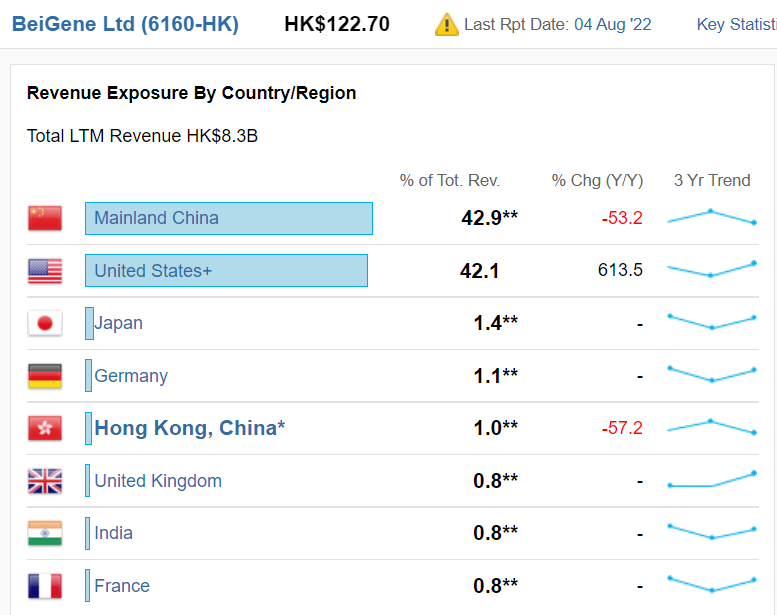 BeiGene Ltd (6160-HK) HK$122.70 Last Rpt Date: 04 Aug '22 Key Statisti
Revenue Exposure By Country/Region
Total LTM Revenue HK$8.3B
% of Tot. Rev. % Chg (Y/Y) 3 Yr Trend
Mainland China 42.9** -53.2
United States+ 42.1 613.5
Japan 1.4** -
Germany 1.1** -
Hong Kong, China* 1.0** -57.2
United Kingdom 0.8** -
India 0.8** -
France 0.8** -